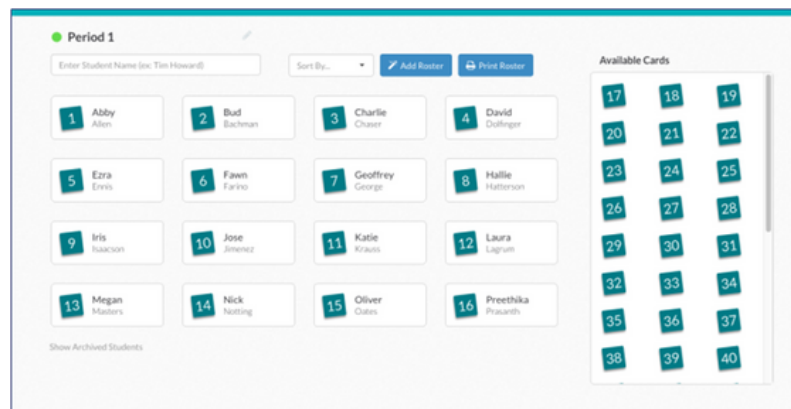 Period 1
Enter Student Name (ex: Tim Howard)
Sort By...
Add Roster
Print Roster
1 Abby Allen
2 Bud Bachman
3 Charlie Chaser
4 David Dolfinger
5 Ezra Ennis
6 Fawn Farino
7 Geoffrey George
8 Hallie Hatterson
9 Iris Isaacson
10 Jose Jimenez
11 Katie Krauss
12 Laura Lagrum
13 Megan Masters
14 Nick Notting
15 Oliver Oates
16 Preethika Prasanth
Show Archived Students
Available Cards
17 18 19
20 21 22
23 24 25
26 27 28
29 30 31
32 33 34
35 36 37
38 39 40